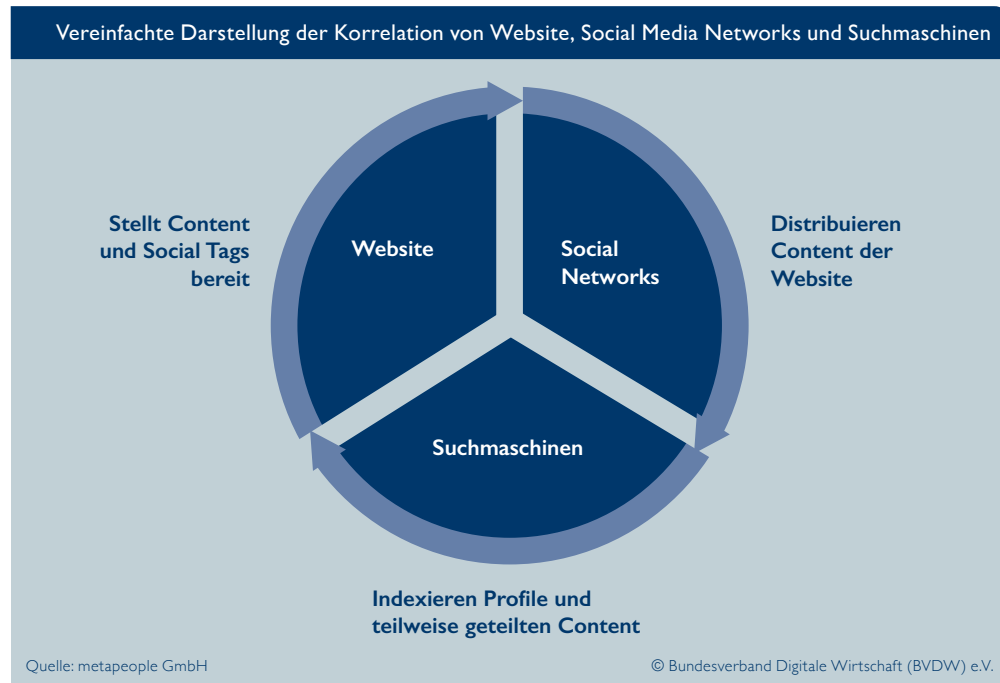 Vereinfachte Darstellung der Korrelation von Website, Social Media Networks und Suchmaschinen
Stellt Content
und Social Tags
bereit
Website
Social
Networks
Distribuieren
Content der
Website
Suchmaschinen
Indexieren Profile und
teilweise geteilten Content
Quelle: metapeople GmbH
© Bundesverband Digitale Wirtschaft (BVDW) e.V.